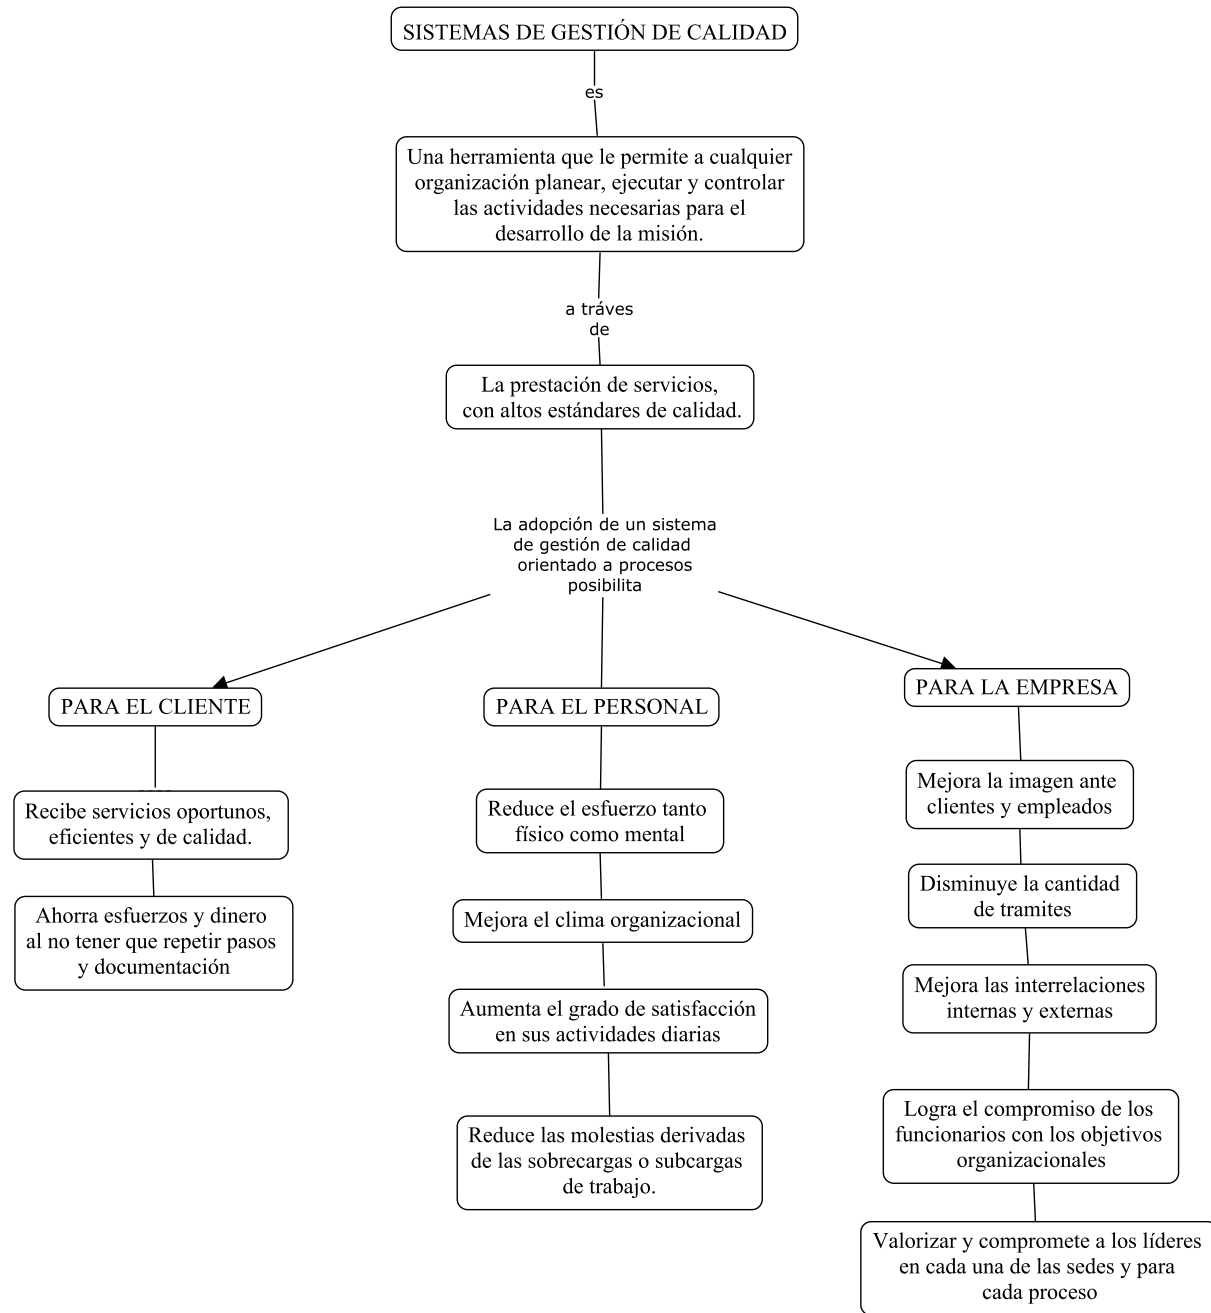 SISTEMAS DE GESTIÓN DE CALIDAD
es
Una herramienta que le permite a cualquier
organización planear, ejecutar y controlar
las actividades necesarias para el
desarrollo de la misión.
a tráves
de
La prestación de servicios,
con altos estándares de calidad.
La adopción de un sistema
de gestión de calidad
orientado a procesos
posibilita
PARA EL CLIENTE
Recibe servicios oportunos,
eficientes y de calidad.
Ahorra esfuerzos y dinero
al no tener que repetir pasos
y documentación
PARA EL PERSONAL
Reduce el esfuerzo tanto
físico como mental
Mejora el clima organizacional
Aumenta el grado de satisfacción
en sus actividades diarias
Reduce las molestias derivadas
de las sobrecargas o subcargas
de trabajo.
PARA LA EMPRESA
Mejora la imagen ante
clientes y empleados
Disminuye la cantidad
de tramites
Mejora las interrelaciones
internas y externas
Logra el compromiso de los
funcionarios con los objetivos
organizacionales
Valorizar y compromete a los líderes
en cada una de las sedes y para
cada proceso